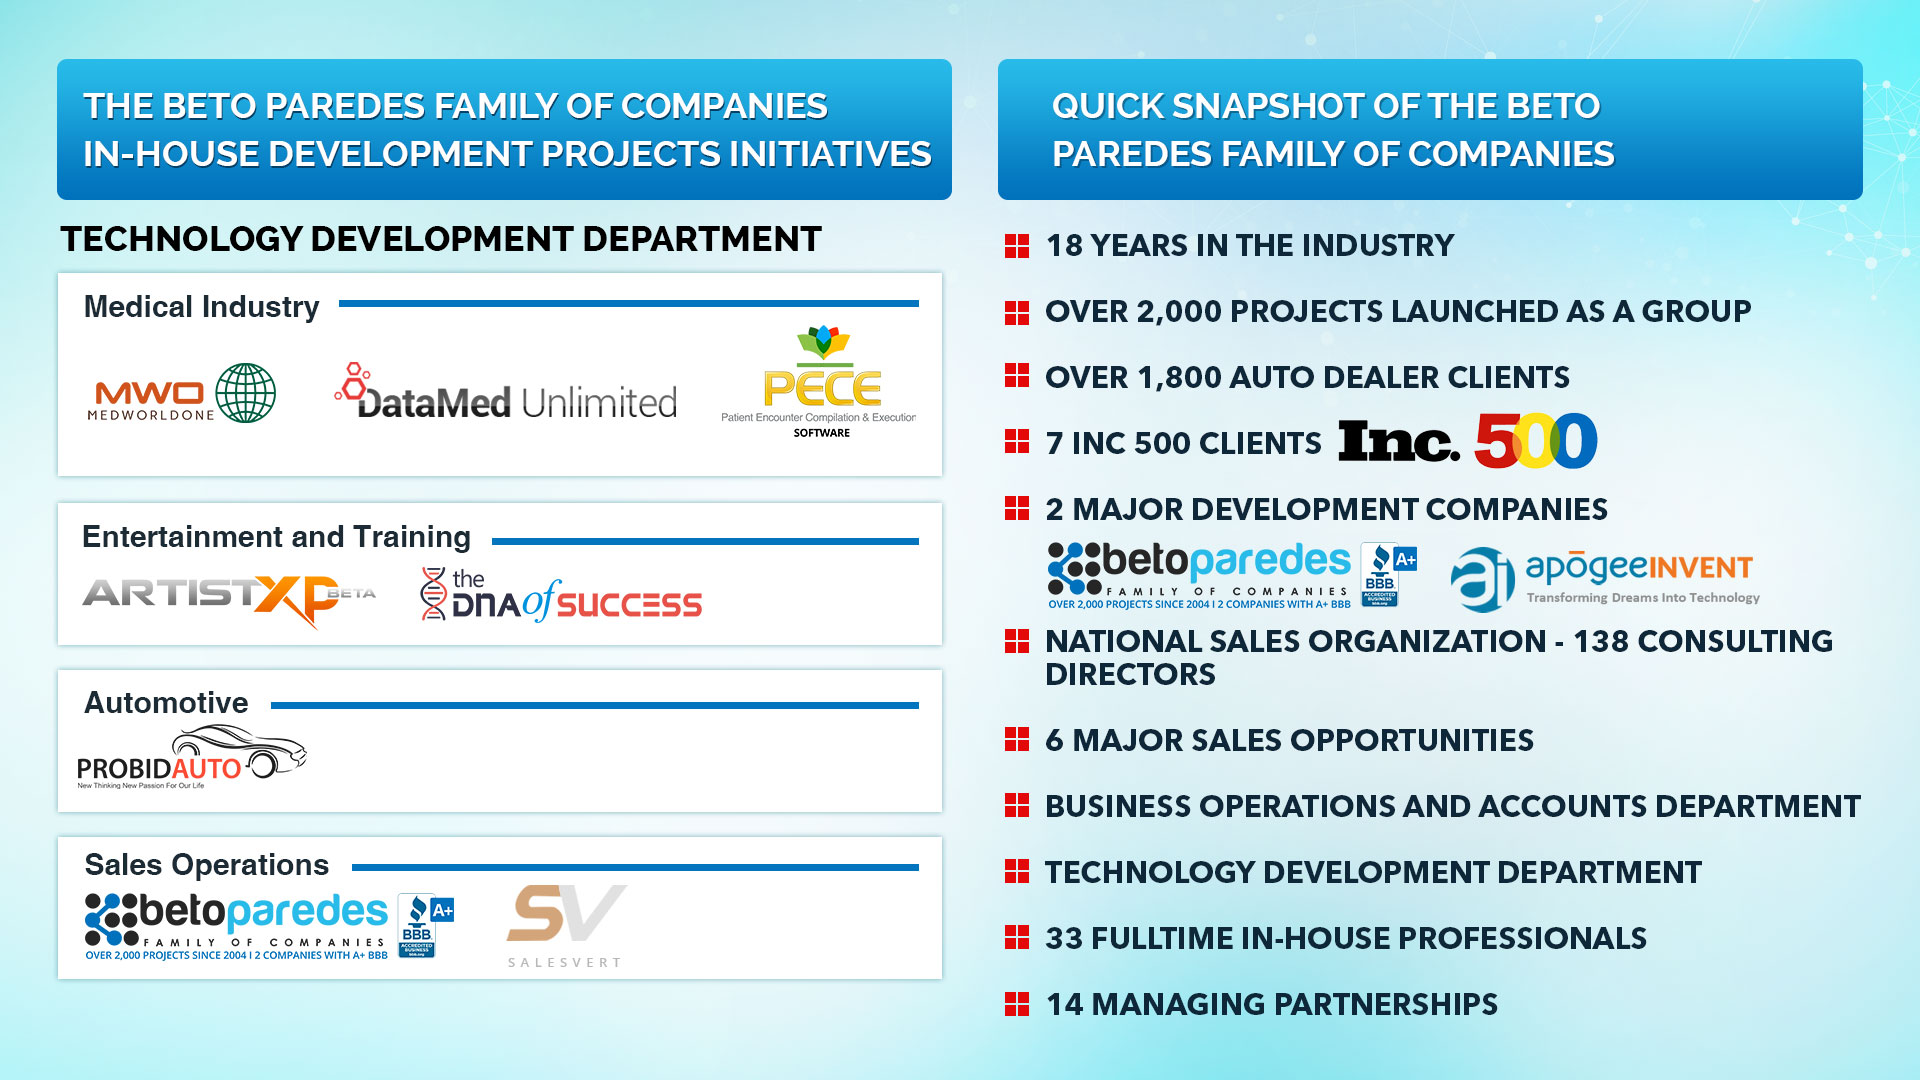 THE BETO PAREDES FAMILY OF COMPANIES
IN-HOUSE DEVELOPMENT PROJECTS INITIATIVES
TECHNOLOGY DEVELOPMENT DEPARTMENT
Medical Industry
MWO
MEDWORLDONE
DataMed Unlimited
PECE
Patient Encounter Compilation & Execution
SOFTWARE
Entertainment and Training
ARTISTXP BETA
the
DNA of SUCCESS
Automotive
PROBIDAUTO
New Thinking New Passion For Our Life
Sales Operations
betoparedes
FAMILY OF COMPANIES
OVER 2,000 PROJECTS SINCE 2004 I 2 COMPANIES WITH A+ BBB
A+
BBB
ACCREDITED
BUSINESS
bbb.org
SV
SALESVERT
QUICK SNAPSHOT OF THE BETO
PAREDES FAMILY OF COMPANIES
18 YEARS IN THE INDUSTRY
OVER 2,000 PROJECTS LAUNCHED AS A GROUP
OVER 1,800 AUTO DEALER CLIENTS
7 INC 500 CLIENTS Inc. 500
2 MAJOR DEVELOPMENT COMPANIES
betoparedes
FAMILY OF COMPANIES
OVER 2,000 PROJECTS SINCE 2004 I 2 COMPANIES WITH A+ BBB
A+
BBB
ACCREDITED
BUSINESS
bbb.org
ai apōgeeINVENT
Transforming Dreams Into Technology
NATIONAL SALES ORGANIZATION - 138 CONSULTING
DIRECTORS
6 MAJOR SALES OPPORTUNITIES
BUSINESS OPERATIONS AND ACCOUNTS DEPARTMENT
TECHNOLOGY DEVELOPMENT DEPARTMENT
33 FULLTIME IN-HOUSE PROFESSIONALS
14 MANAGING PARTNERSHIPS